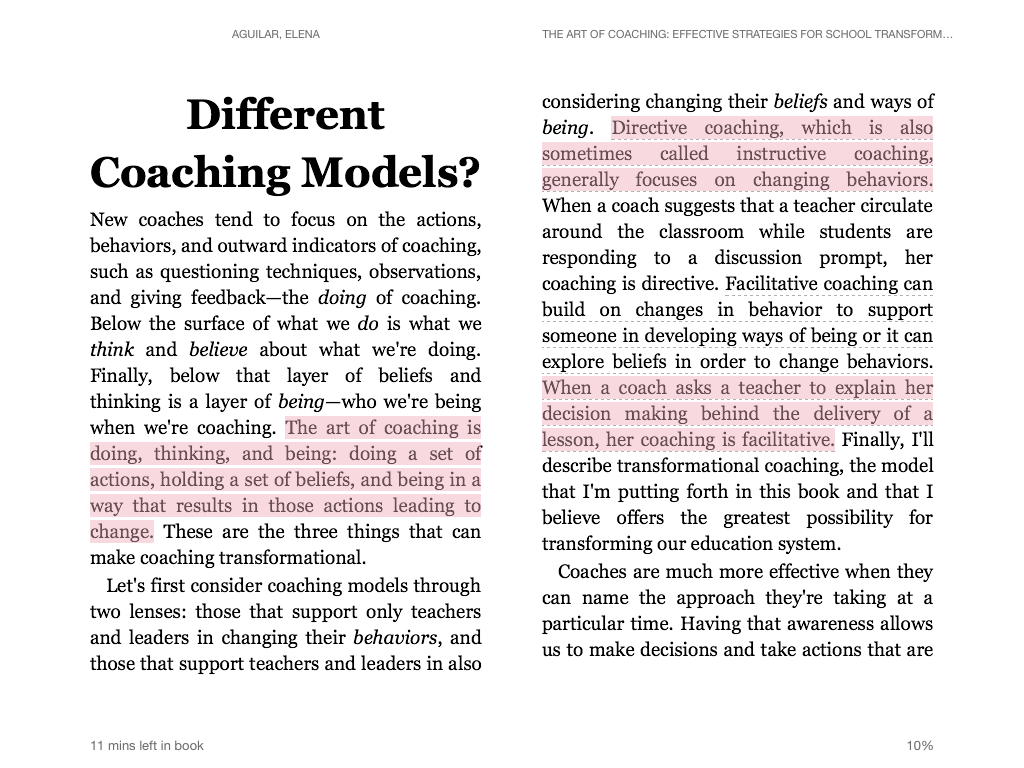 AGUILAR, ELENA
THE ART OF COACHING: EFFECTIVE STRATEGIES FOR SCHOOL TRANSFORM…
Different
Coaching Models?
New coaches tend to focus on the actions,
behaviors, and outward indicators of coaching,
such as questioning techniques, observations,
and giving feedback—the doing of coaching.
Below the surface of what we do is what we
think and believe about what we're doing.
Finally, below that layer of beliefs and
thinking is a layer of being—who we're being
when we're coaching. The art of coaching is
doing, thinking, and being: doing a set of
actions, holding a set of beliefs, and being in a
way that results in those actions leading to
change. These are the three things that can
make coaching transformational.
Let's first consider coaching models through
two lenses: those that support only teachers
and leaders in changing their behaviors, and
those that support teachers and leaders in also
considering changing their beliefs and ways of
being. Directive coaching, which is also
sometimes called instructive coaching,
generally focuses on changing behaviors.
When a coach suggests that a teacher circulate
around the classroom while students are
responding to a discussion prompt, her
coaching is directive. Facilitative coaching can
build on changes in behavior to support
someone in developing ways of being or it can
explore beliefs in order to change behaviors.
When a coach asks a teacher to explain her
decision making behind the delivery of a
lesson, her coaching is facilitative. Finally, I'll
describe transformational coaching, the model
that I'm putting forth in this book and that I
believe offers the greatest possibility for
transforming our education system.
Coaches are much more effective when they
can name the approach they're taking at a
particular time. Having that awareness allows
us to make decisions and take actions that are
11 mins left in book
10%